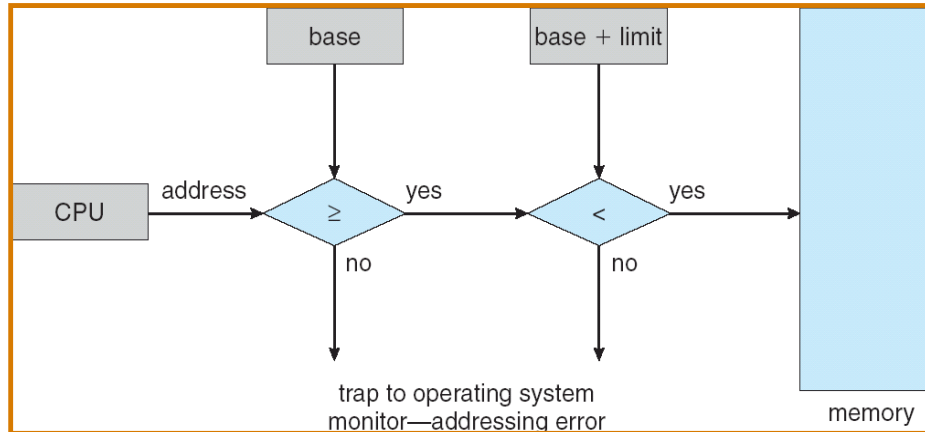 base
base + limit
CPU
address
≥
yes
<
yes
no
no
trap to operating system
monitor—addressing error
memory